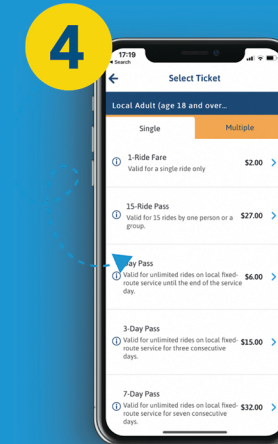 4
17:19
Search
Select Ticket
Local Adult (age 18 and over...
Single
Multiple
1-Ride Fare
Valid for a single ride only
$2.00
15-Ride Pass
Valid for 15 rides by one person or a
group.
$27.00
ay Pass
Valid for unlimited rides on local fixed-
route service until the end of the service
day.
$6.00
3-Day Pass
Valid for unlimited rides on local fixed-
route service for three consecutive
days.
$15.00
7-Day Pass
Valid for unlimited rides on local fixed-
route service for seven consecutive
days.
$32.00